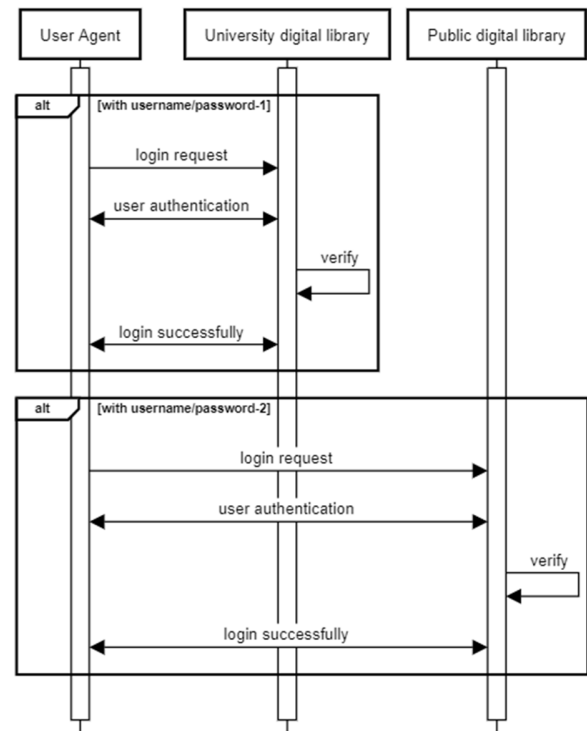 User Agent
University digital library
Public digital library
alt
[with username/password-1]
login request
user authentication
verify
login successfully
alt
[with username/password-2]
login request
user authentication
verify
login successfully